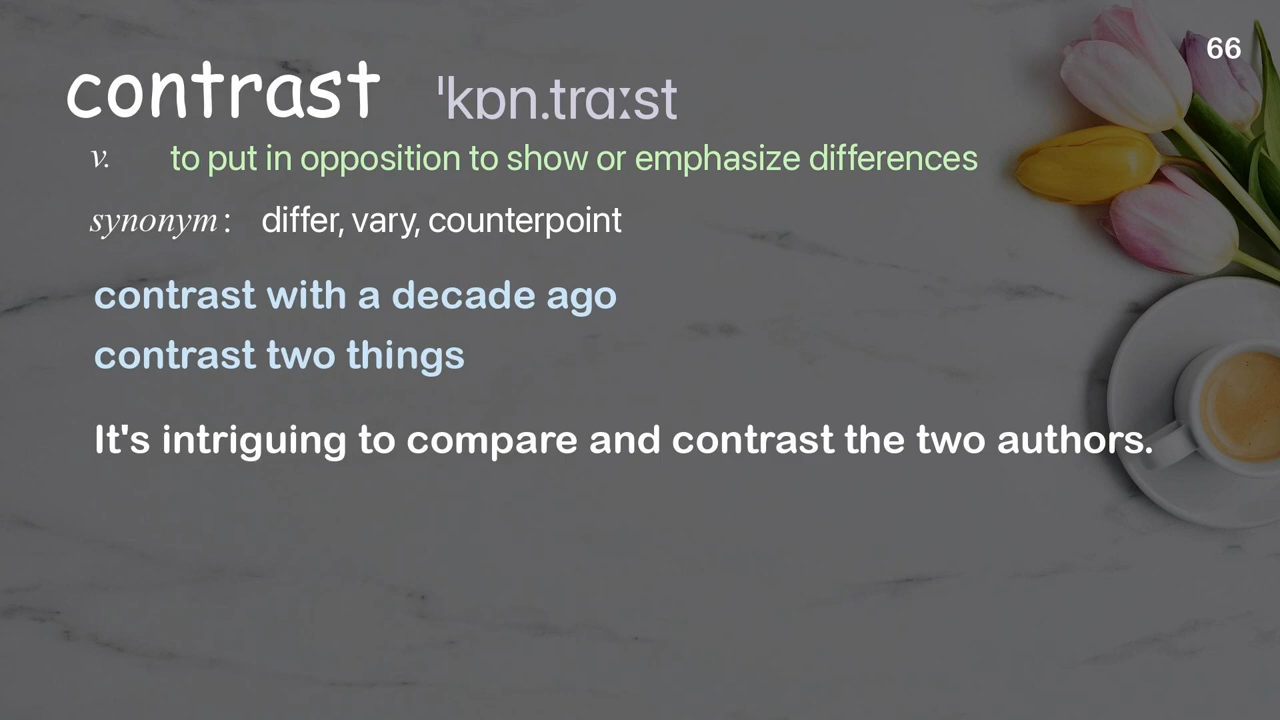 66
contrast ˈkɒn.trɑːst
v. to put in opposition to show or emphasize differences
synonym: differ, vary, counterpoint
contrast with a decade ago
contrast two things
It's intriguing to compare and contrast the two authors.